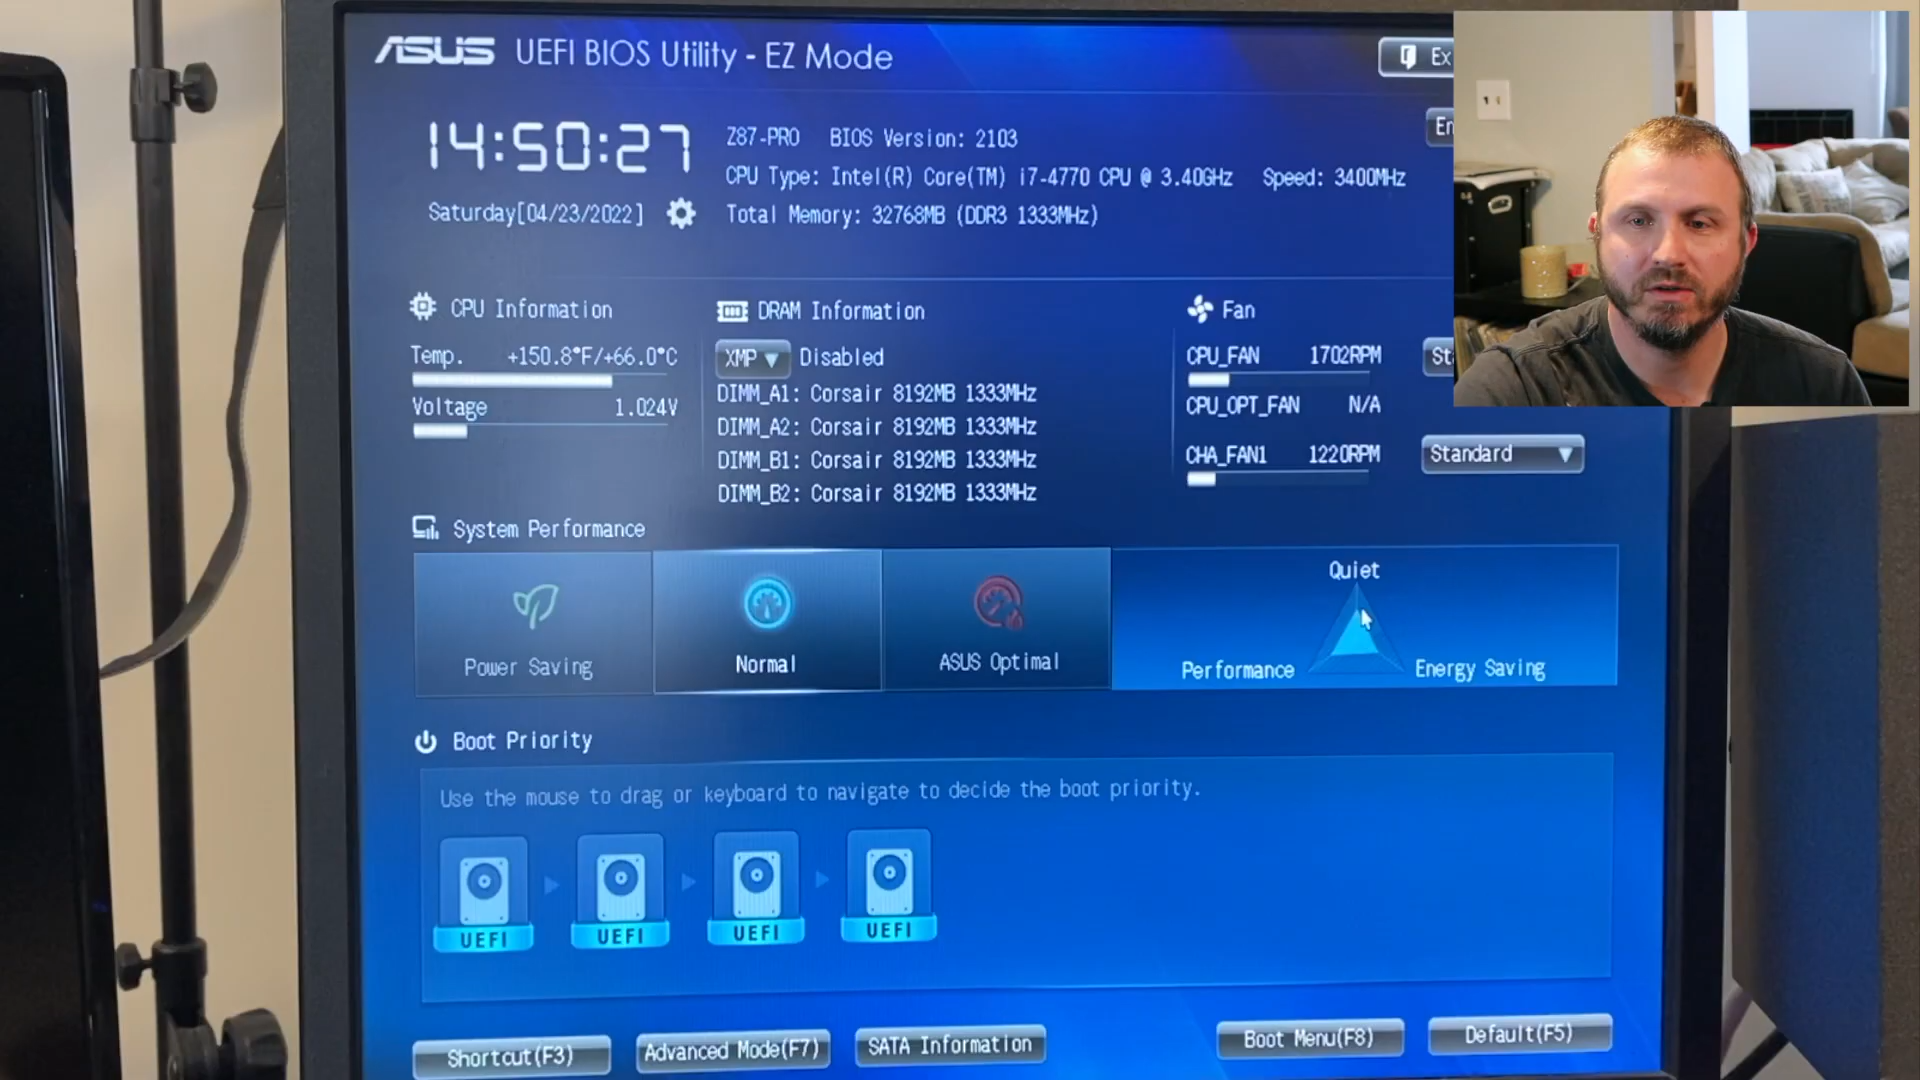 ASUS UEFI BIOS Utility - EZ Mode
Ex
14:50:27
Z87-PRO BIOS Version: 2103
En
CPU Type: Intel(R) Core(TM) i7-4770 CPU @ 3.40GHz Speed: 3400MHz
Saturday[04/23/2022]
Total Memory: 32768MB (DDR3 1333MHz)
CPU Information
DRAM Information
Fan
Temp. +150.8°F/+66.0°C
XMP Disabled
CPU_FAN 1702RPM
St
DIMM_A1: Corsair 8192MB 1333MHz
Voltage 1.024V
CPU_OPT_FAN N/A
DIMM_A2: Corsair 8192MB 1333MHz
DIMM_B1: Corsair 8192MB 1333MHz
CHA_FAN1 1220RPM
Standard
DIMM_B2: Corsair 8192MB 1333MHz
System Performance
Quiet
Power Saving
Normal
ASUS Optimal
Performance
Energy Saving
Boot Priority
Use the mouse to drag or keyboard to navigate to decide the boot priority.
UEFI
UEFI
UEFI
UEFI
Shortcut(F3)
Advanced Mode(F7)
SATA Information
Boot Menu(F8)
Default(F5)